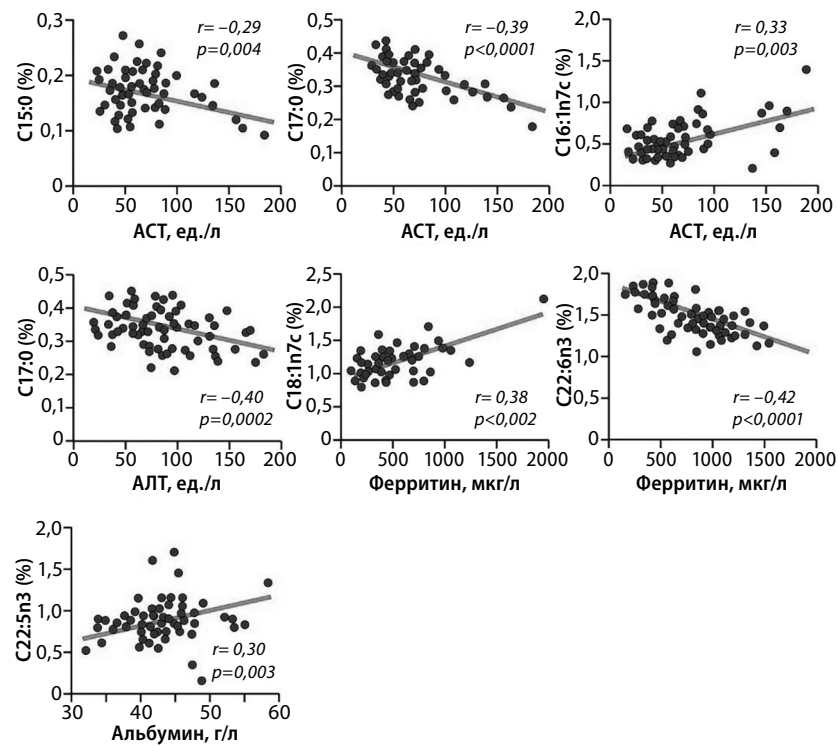 r= –0,29
p=0,004
C15:0 (%)
0,3
0,2
0,1
0
0 50 100 150 200
АСТ, ед./л
r= –0,39
p<0,0001
C17:0 (%)
0,5
0,4
0,3
0,2
0,1
0
0 50 100 150 200
АСТ, ед./л
r= 0,33
p=0,003
C16:1n7c (%)
2,0
1,5
1,0
0,5
0
0 50 100 150 200
АСТ, ед./л
C17:0 (%)
0,5
0,4
0,3
0,2
0,1
0
r= –0,40
p=0,0002
0 50 100 150 200
АЛТ, ед./л
C18:1n7c (%)
2,5
2,0
1,5
1,0
0,5
0
r= 0,38
p<0,002
0 500 1000 1500 2000
Ферритин, мкг/л
C22:6n3 (%)
2,0
1,5
1,0
0,5
0
r= –0,42
p<0,0001
0 500 1000 1500 2000
Ферритин, мкг/л
C22:5n3 (%)
2,0
1,5
1,0
0,5
0
r= 0,30
p=0,003
30 40 50 60
Альбумин, г/л